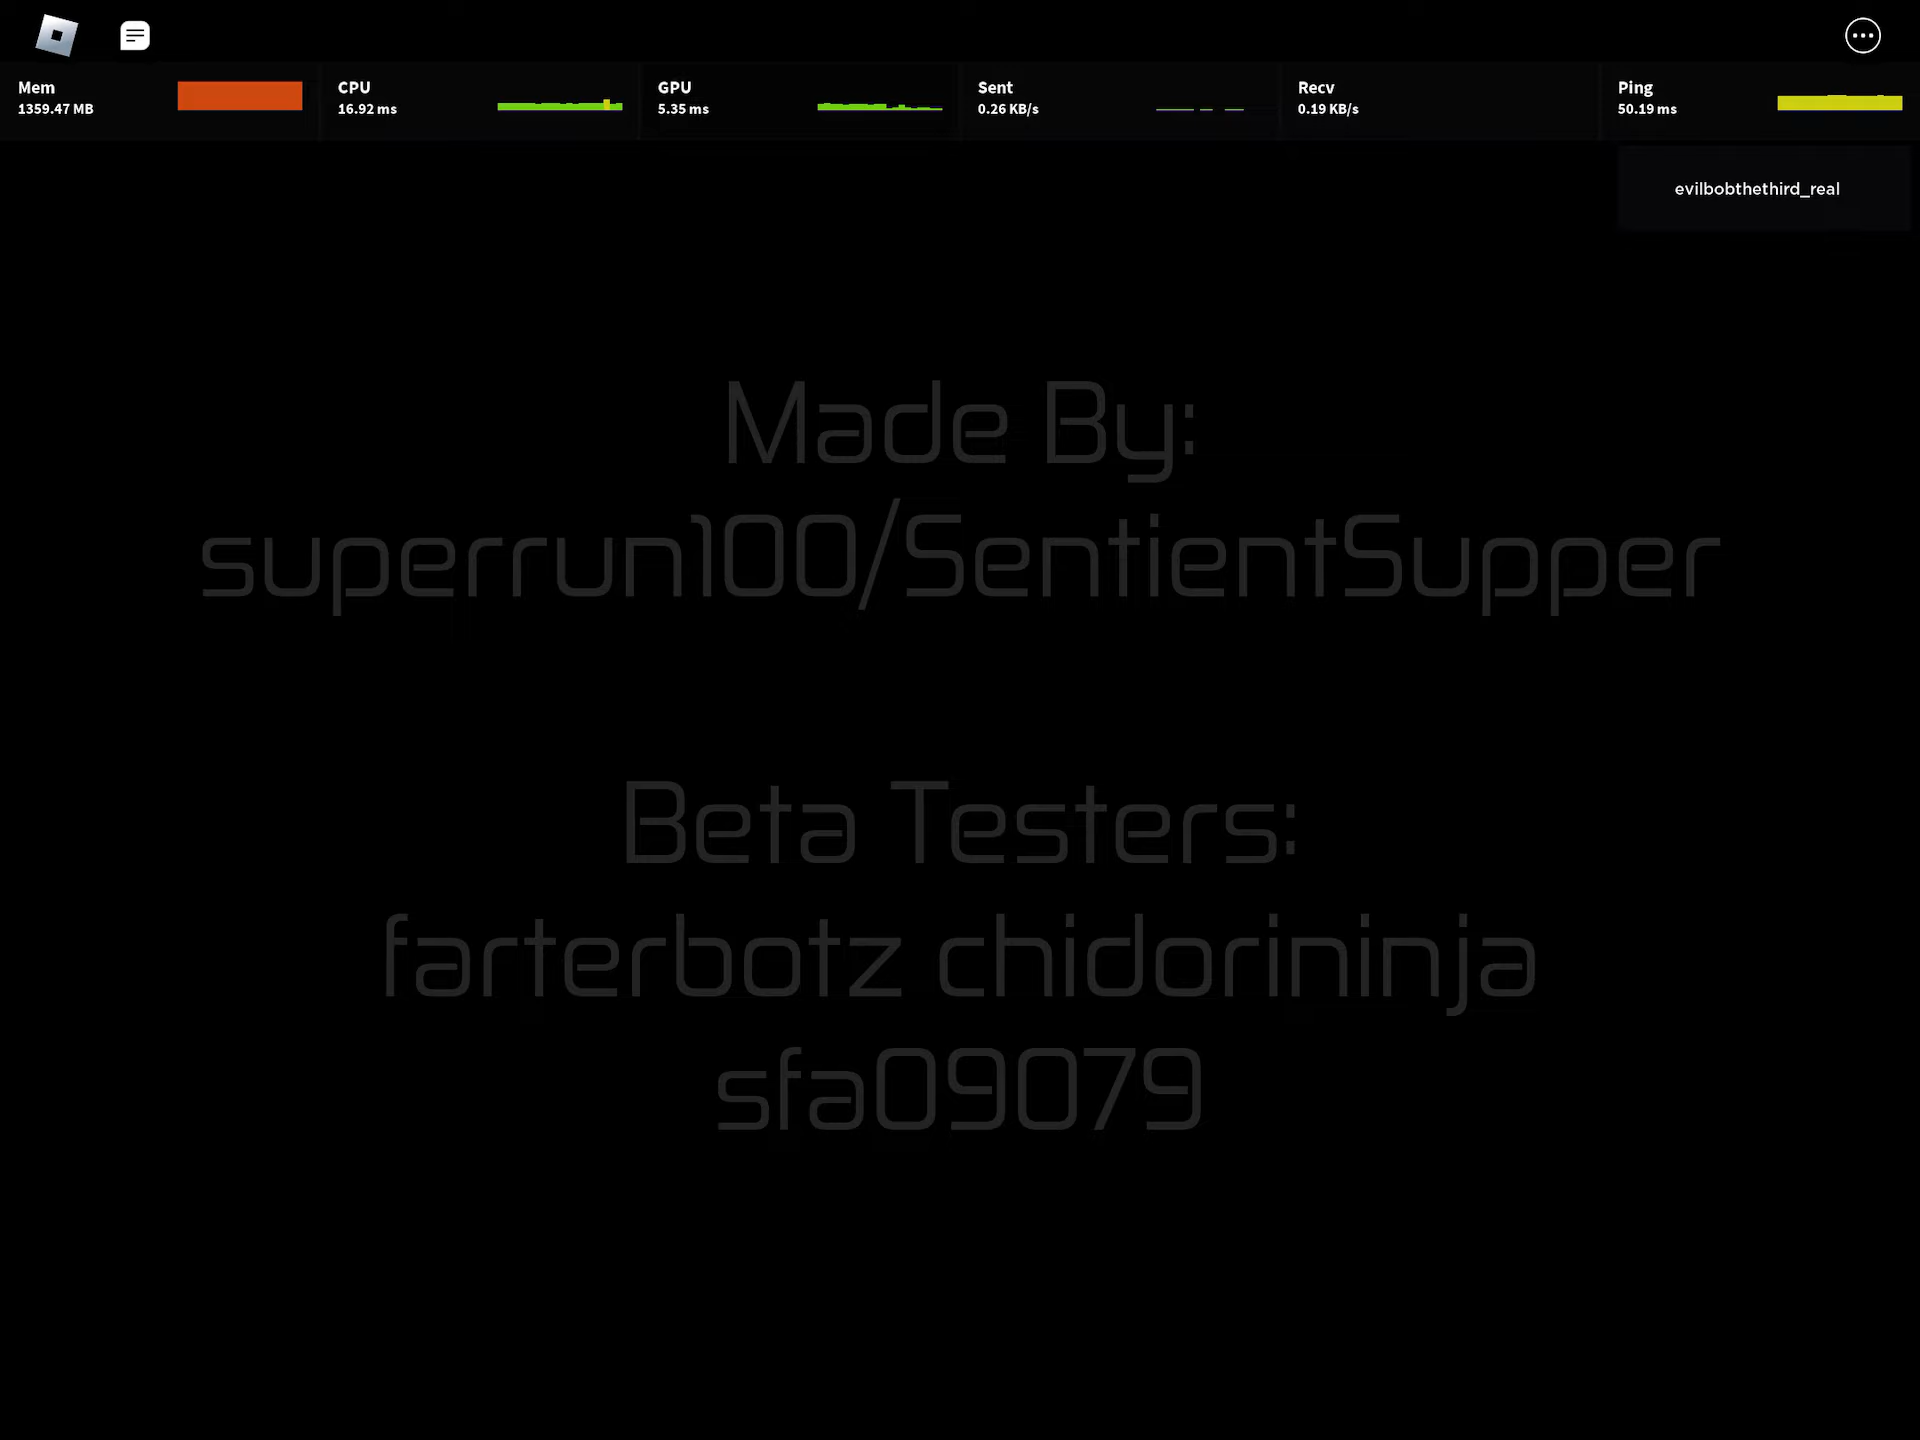 Mem
1359.47 MB
CPU
16.92 ms
GPU
5.35 ms
Sent
0.26 KB/s
Recv
0.19 KB/s
Ping
50.19 ms
evilbobthethird_real
Made By:
superrun100/SentientSupper
Beta Testers:
farterbotz chidorininja
sfa09079